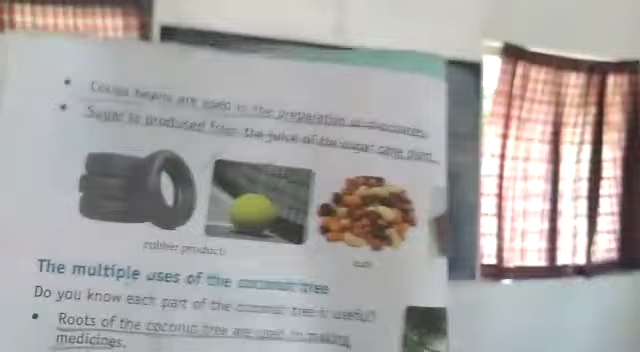 Cocoa beans are used in the preparation of chocolates.
Sugar is produced from the juice of the sugar cane plant.
rubber products
nuts
The multiple uses of the coconut tree
Do you know each part of the coconut tree is useful?
Roots of the coconut tree are used in making
medicines.